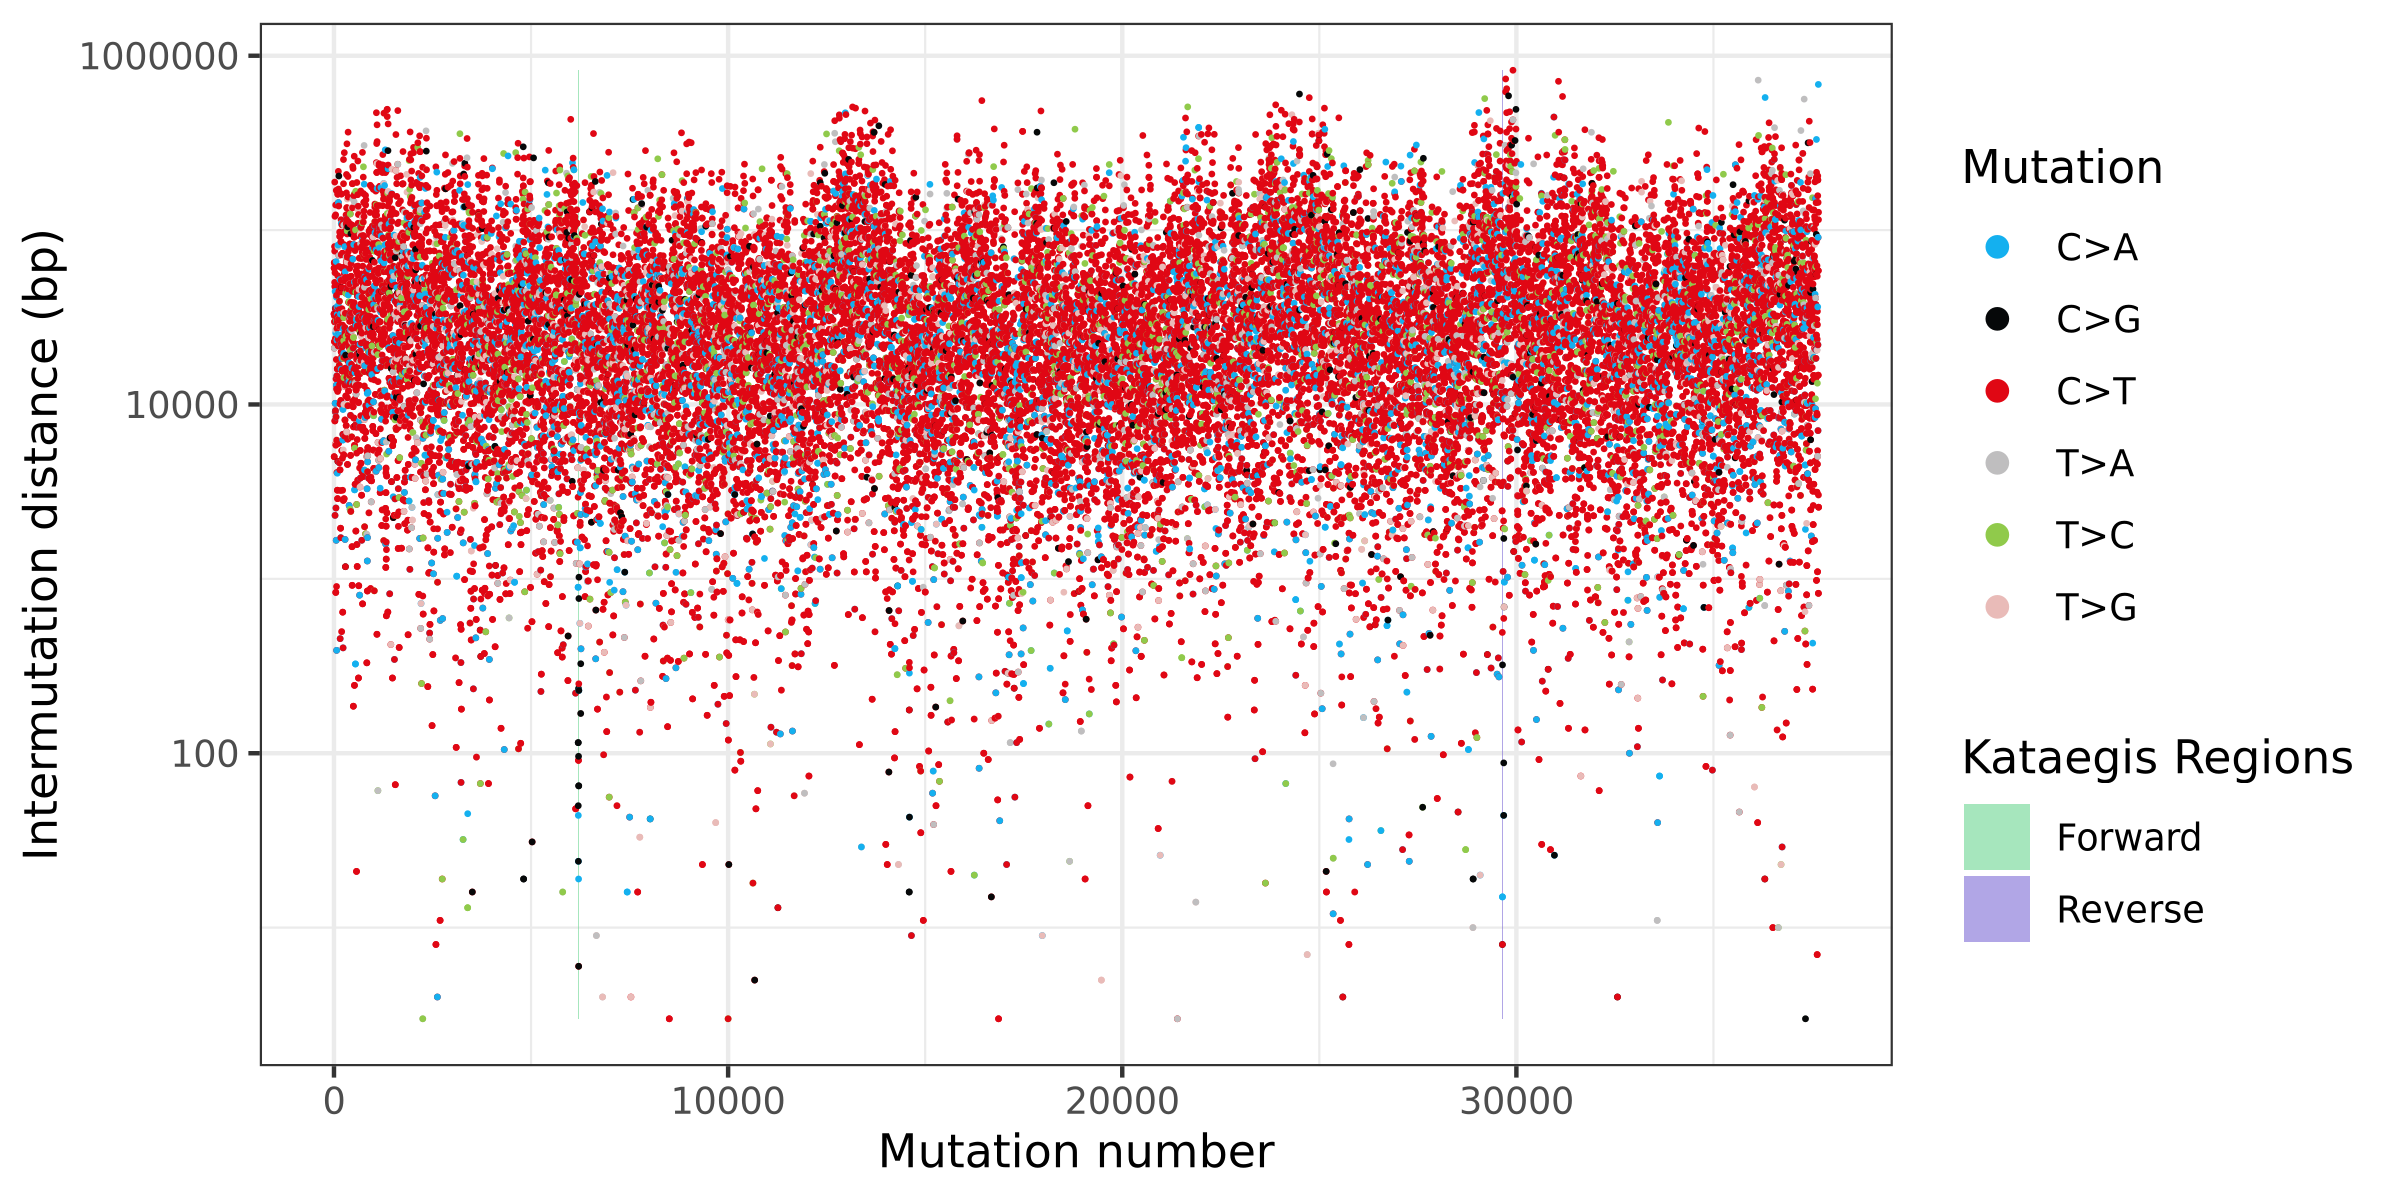 1000000
10000
100
Intermutation distance (bp)
0
10000
20000
30000
Mutation number
Mutation
C>A
C>G
C>T
T>A
T>C
T>G
Kataegis Regions
Forward
Reverse